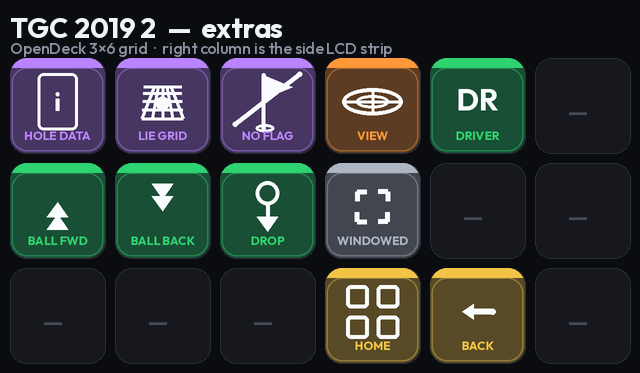 TGC 2019 2 — extras
OpenDeck 3×6 grid · right column is the side LCD strip
i
HOLE DATA
LIE GRID
NO FLAG
VIEW
DR
DRIVER
—
BALL FWD
BALL BACK
DROP
WINDOWED
—
—
—
—
—
HOME
BACK
—